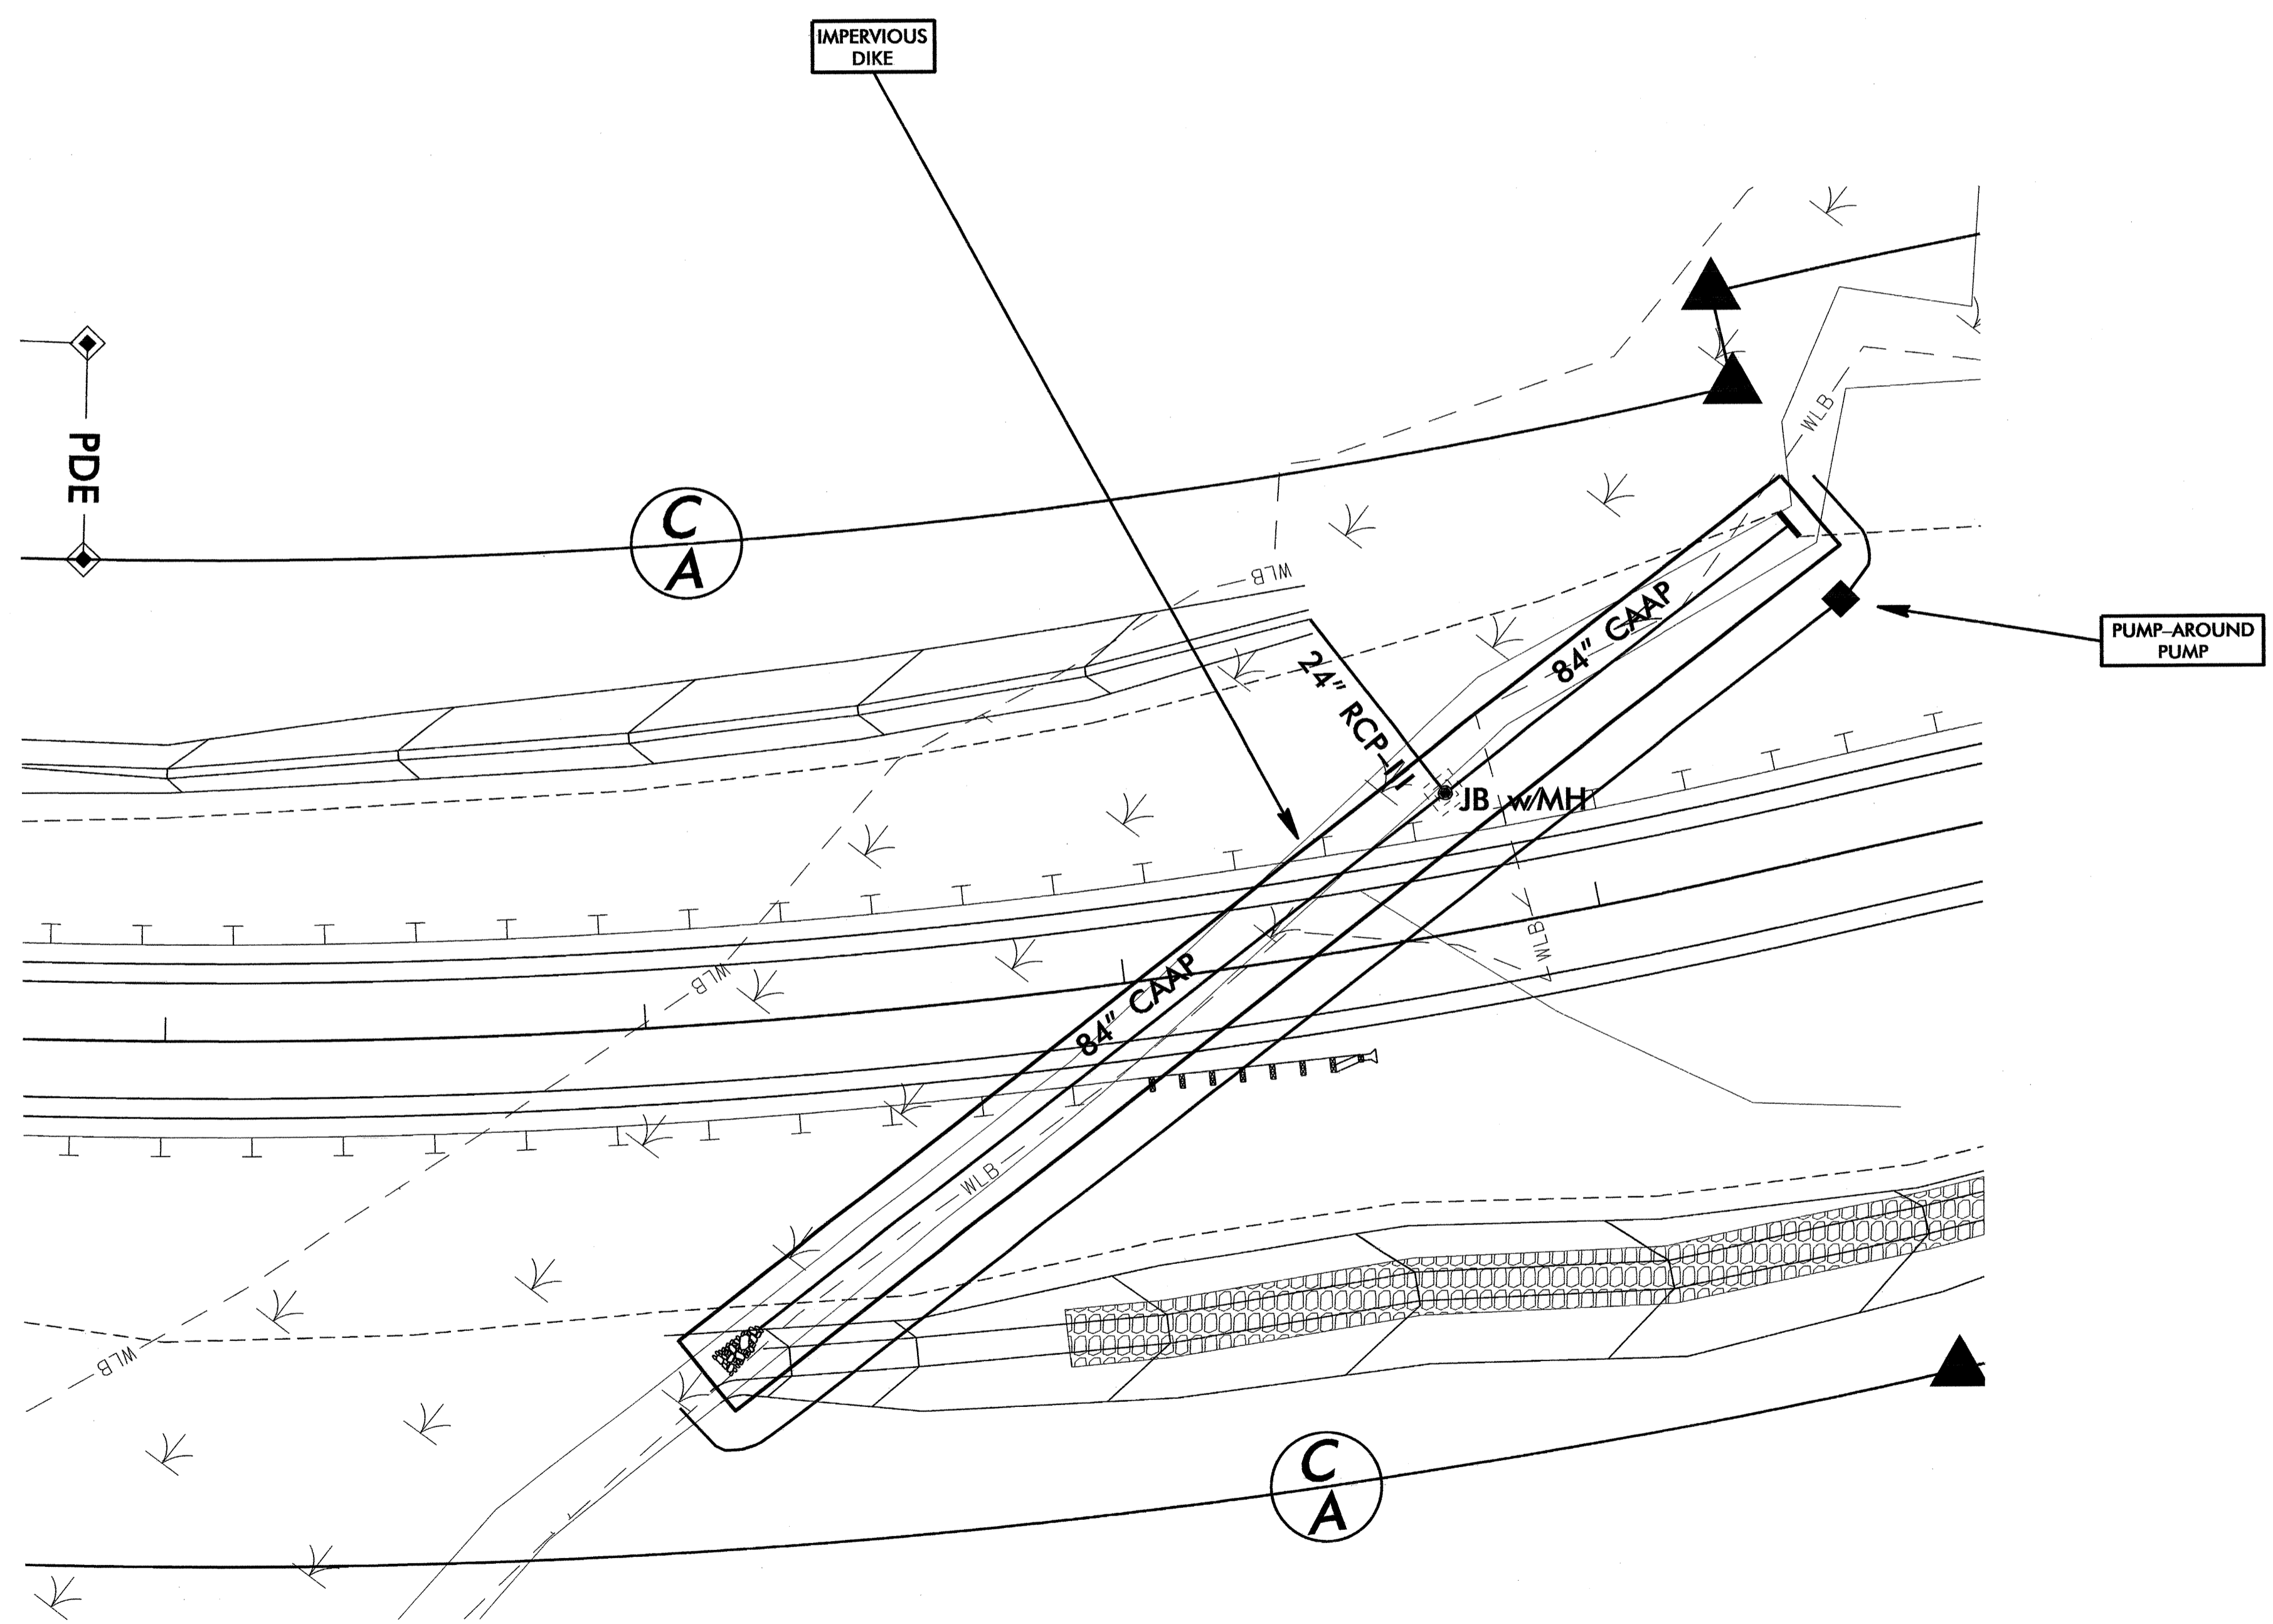 IMPERVIOUS
DIKE
PDE
C
A
WLB
WLB
84" CAAP
24" RCP-IV
JB w/MH
PUMP-AROUND
PUMP
WLB
WLB
84" CAAP
WLB
WLB
C
A